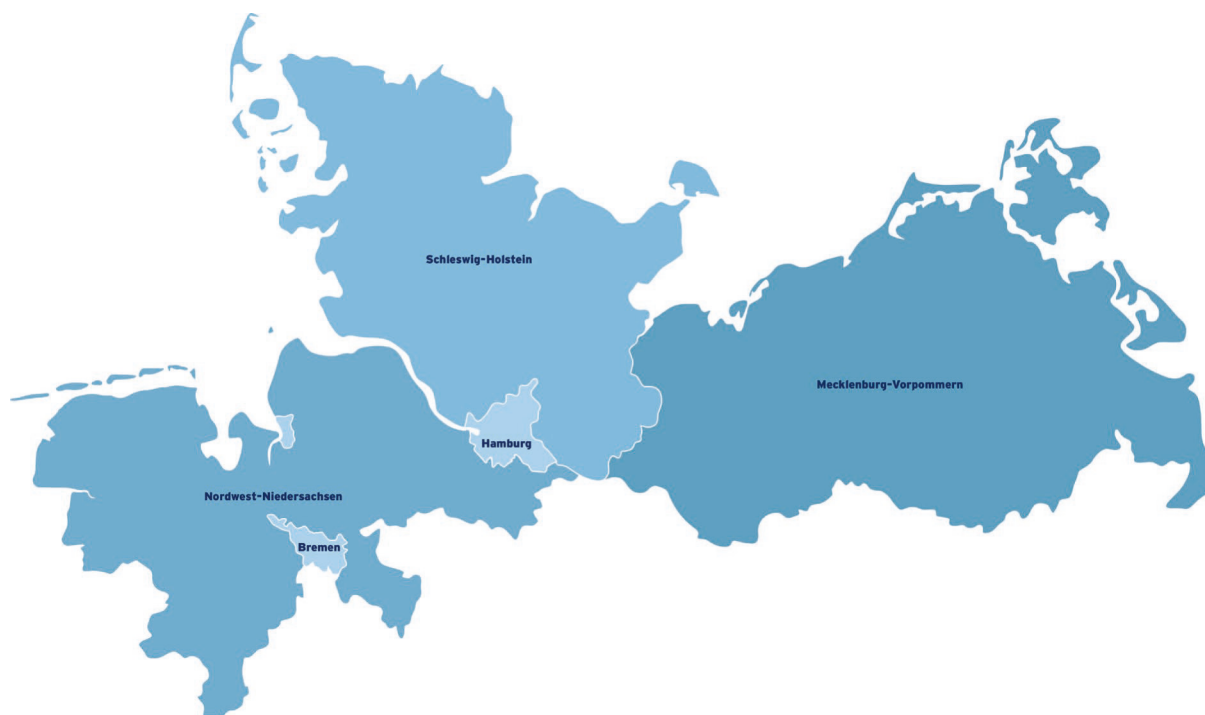 Schleswig-Holstein
Mecklenburg-Vorpommern
Hamburg
Nordwest-Niedersachsen
Bremen